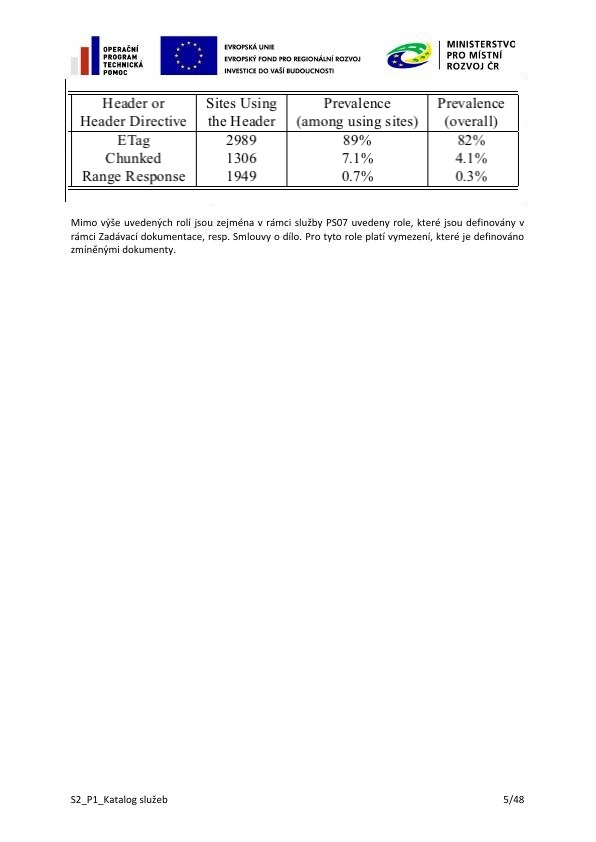 OPERAČNÍ
PROGRAM
TECHNICKÁ
POMOC
EVROPSKÁ UNIE
EVROPSKÝ FOND PRO REGIONÁLNÍ ROZVOJ
INVESTICE DO VAŠÍ BUDOUCNOSTI
MINISTERSTVO
PRO MÍSTNÍ
ROZVOJ ČR
Header or Sites Using Prevalence Prevalence
Header Directive the Header (among using sites) (overall)
ETag 2989 89% 82%
Chunked 1306 7.1% 4.1%
Range Response 1949 0.7% 0.3%
Mimo výše uvedených rolí jsou zejména v rámci služby PS07 uvedeny role, které jsou definovány v
rámci Zadávací dokumentace, resp. Smlouvy o dílo. Pro tyto role platí vymezení, které je definováno
zmíněnými dokumenty.
S2_P1_Katalog služeb 5/48